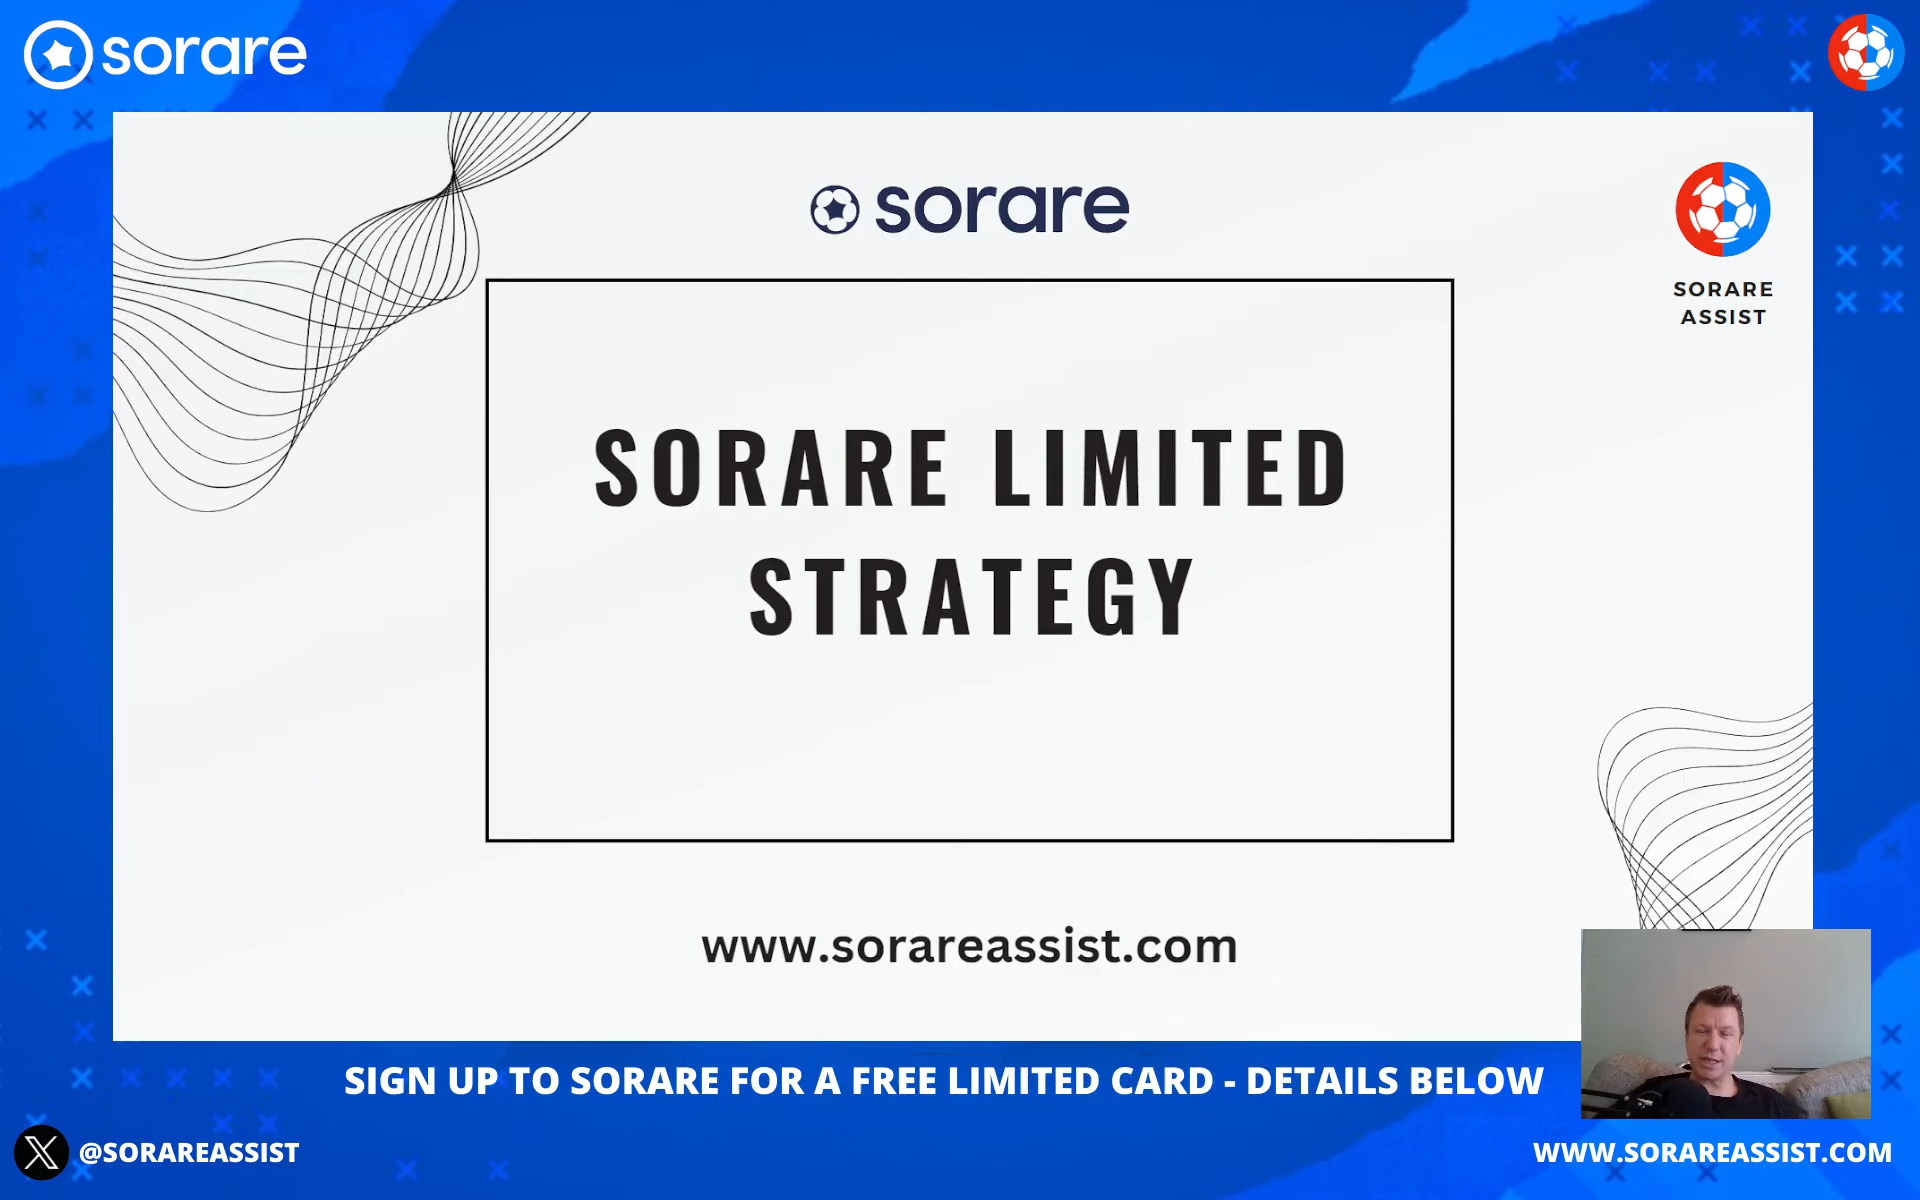 sorare
sorare
SORARE
ASSIST
SORARE LIMITED
STRATEGY
www.sorareassist.com
SIGN UP TO SORARE FOR A FREE LIMITED CARD - DETAILS BELOW
@SORAREASSIST
WWW.SORAREASSIST.COM